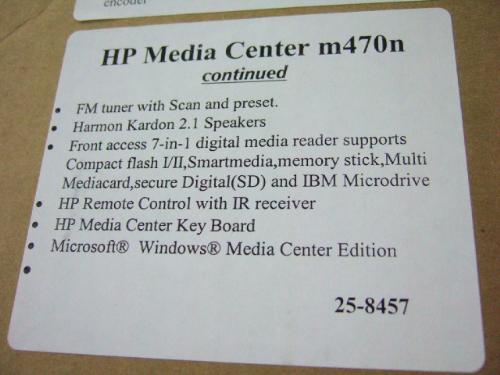 encoder
HP Media Center m470n
continued
• FM tuner with Scan and preset.
• Harmon Kardon 2.1 Speakers
• Front access 7-in-1 digital media reader supports
Compact flash I/II,Smartmedia,memory stick,Multi
Mediacard,secure Digital(SD) and IBM Microdrive
• HP Remote Control with IR receiver
• HP Media Center Key Board
• Microsoft® Windows® Media Center Edition
•
25-8457